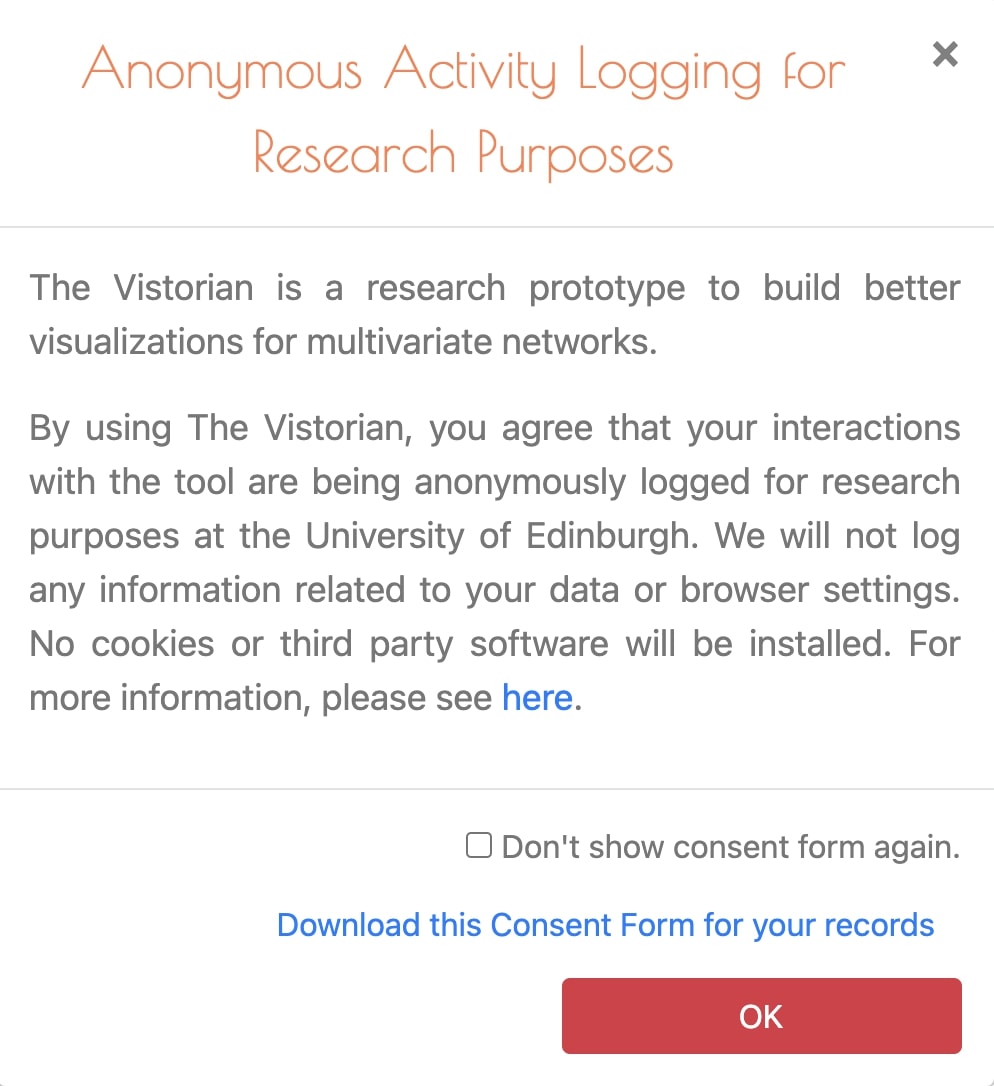 Anonymous Activity Logging for
Research Purposes
The Vistorian is a research prototype to build better
visualizations for multivariate networks.
By using The Vistorian, you agree that your interactions
with the tool are being anonymously logged for research
purposes at the University of Edinburgh. We will not log
any information related to your data or browser settings.
No cookies or third party software will be installed. For
more information, please see here.
Don't show consent form again.
Download this Consent Form for your records
OK